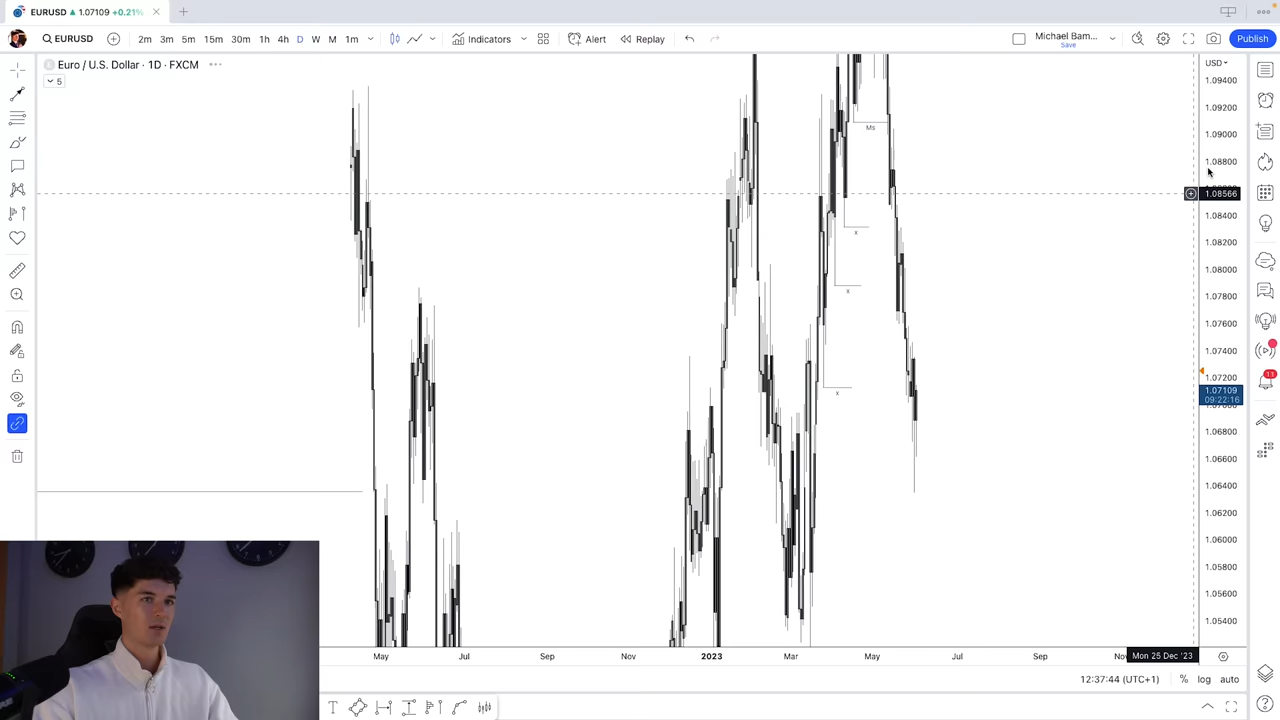 EURUSD ▲ 1.07109 +0.21%
EURUSD
2m 3m 5m 15m 30m 1h 4h D W M 1m
Indicators
Alert
Replay
Michael Bam...
Save
Publish
Euro / U.S. Dollar · 1D · FXCM
5
USD
1.09400
1.09200
1.09000
1.08800
1.08566
1.08400
1.08200
1.08000
1.07800
1.07600
1.07400
1.07200
1.07109
09:22:16
1.06800
1.06600
1.06400
1.06200
1.06000
1.05800
1.05600
1.05400
Ms
x
x
x
13
May Jul Sep Nov 2023 Mar May Jul Sep Mon 25 Dec '23
12:37:44 (UTC+1) % log auto